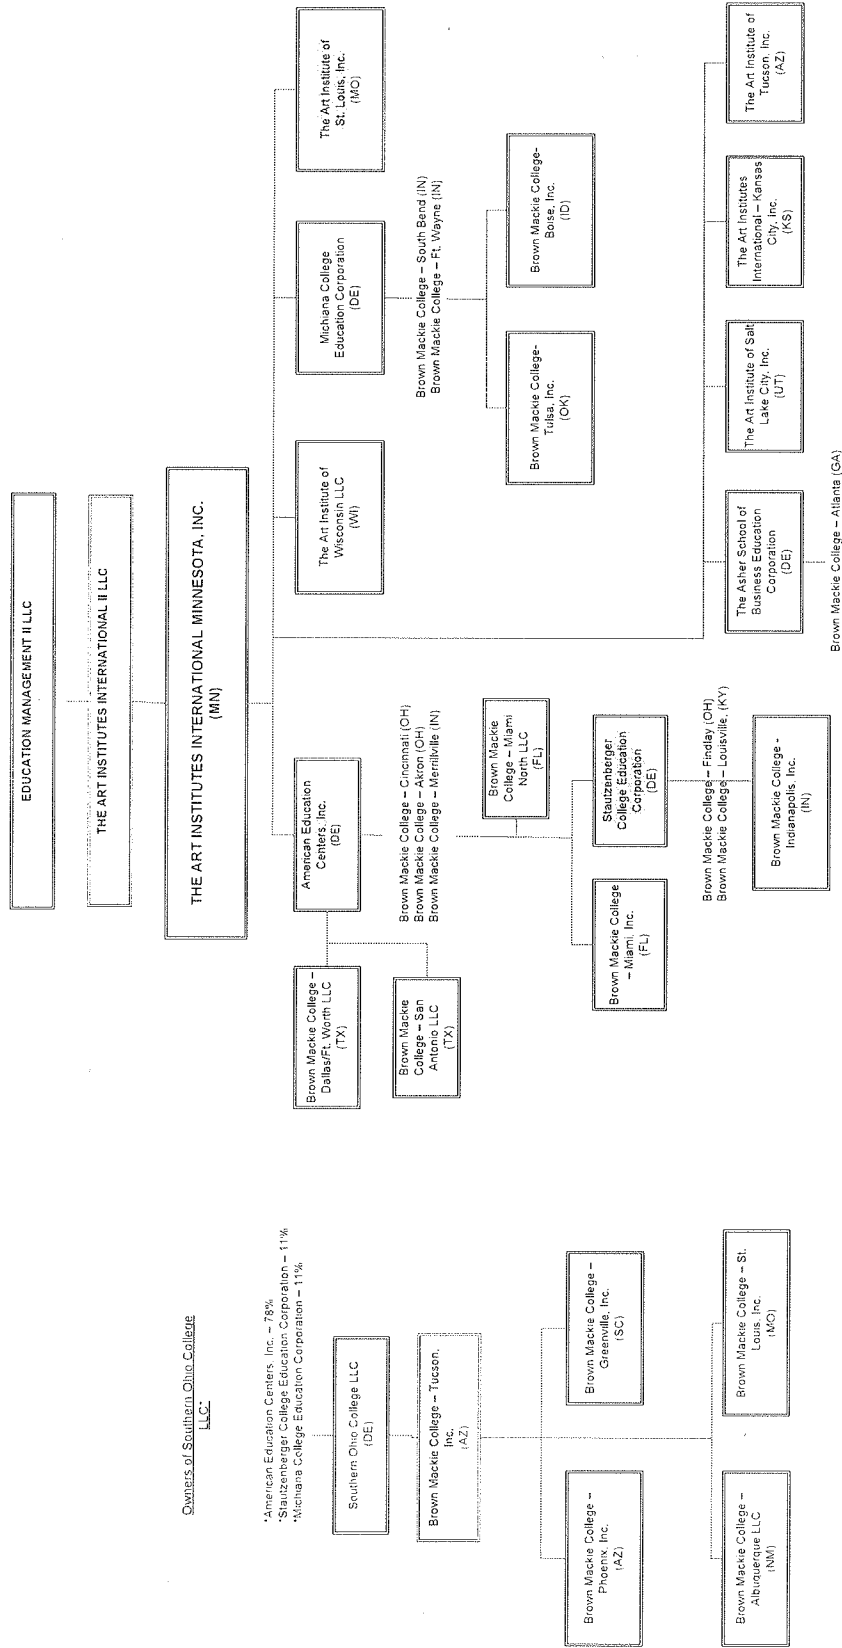 EDUCATION MANAGEMENT II LLC
THE ART INSTITUTES INTERNATIONAL II LLC
THE ART INSTITUTES INTERNATIONAL MINNESOTA, INC.
(MN)
American Education
Centers, Inc.
(DE)
The Art Institute of
Wisconsin LLC
(WI)
Michiana College
Education Corporation
(DE)
The Art Institute of
St. Louis, Inc.
(MO)
Brown Mackie College –
Dallas/Ft. Worth LLC
(TX)
Brown Mackie
College – San
Antonio LLC
(TX)
Brown Mackie College – Cincinnati (OH)
Brown Mackie College – Akron (OH)
Brown Mackie College – Merrillville (IN)
Brown Mackie
College – Miami
North LLC
(FL)
Brown Mackie College
– Miami, Inc.
(FL)
Stautzenberger
College Education
Corporation
(DE)
Brown Mackie College – Findlay (OH)
Brown Mackie College – Louisville, (KY)
Brown Mackie College -
Indianapolis, Inc.
(IN)
Brown Mackie College – South Bend (IN)
Brown Mackie College – Ft. Wayne (IN)
Brown Mackie College-
Tulsa, Inc.
(OK)
Brown Mackie College-
Boise, Inc.
(ID)
The Asher School of
Business Education
Corporation
(DE)
Brown Mackie College – Atlanta (GA)
The Art Institute of Salt
Lake City, Inc.
(UT)
The Art Institutes
International – Kansas
City, Inc.
(KS)
The Art Institute of
Tucson, Inc.
(AZ)
Owners of Southern Ohio College
LLC*
*American Education Centers, Inc. – 78%
*Stautzenberger College Education Corporation – 11%
*Michiana College Education Corporation – 11%
Southern Ohio College LLC
(DE)
Brown Mackie College – Tucson,
Inc.
(AZ)
Brown Mackie College –
Phoenix, Inc.
(AZ)
Brown Mackie College –
Greenville, Inc.
(SC)
Brown Mackie College –
Albuquerque LLC
(NM)
Brown Mackie College – St.
Louis, Inc.
(MO)